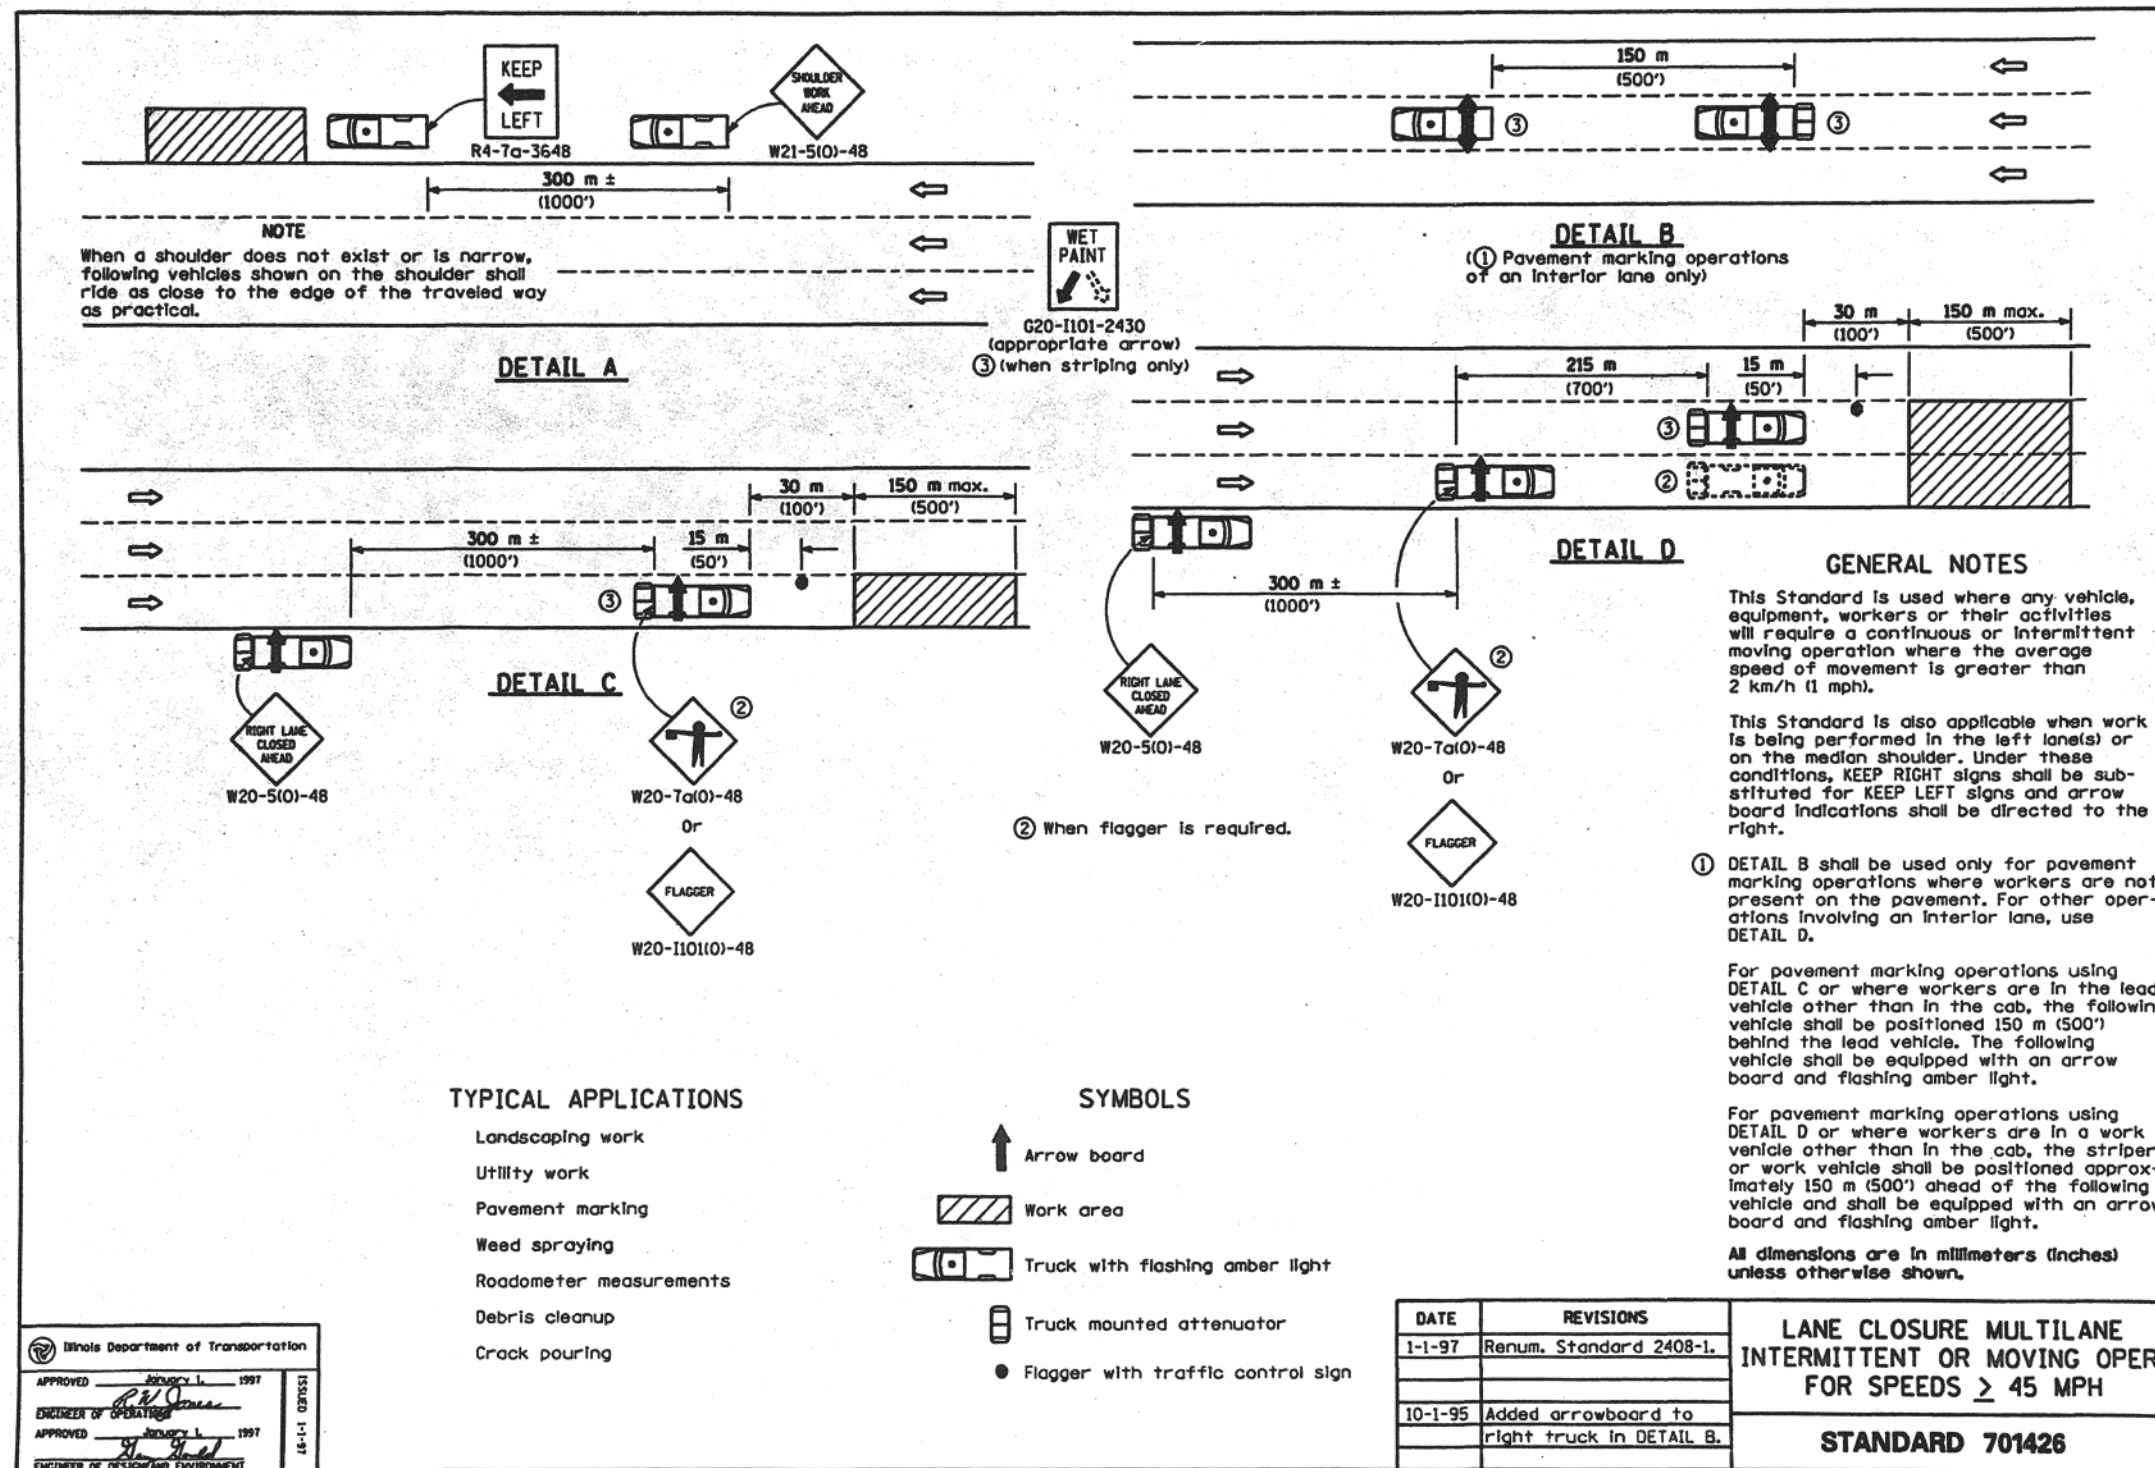 KEEP
LEFT
R4-7a-3648
SHOULDER
WORK
AHEAD
W21-5(O)-48
300 m ±
(1000')
NOTE
When a shoulder does not exist or is narrow,
following vehicles shown on the shoulder shall
ride as close to the edge of the traveled way
as practical.
DETAIL A
WET
PAINT
G20-I101-2430
(appropriate arrow)
③ (when striping only)
150 m
(500')
③
③
DETAIL B
(① Pavement marking operations
of an interior lane only)
30 m
(100')
150 m max.
(500')
300 m ±
(1000')
15 m
(50')
③
DETAIL C
RIGHT LANE
CLOSED
AHEAD
W20-5(O)-48
②
W20-7a(O)-48
or
FLAGGER
W20-I101(O)-48
30 m
(100')
150 m max.
(500')
215 m
(700')
15 m
(50')
③
②
DETAIL D
300 m ±
(1000')
RIGHT LANE
CLOSED
AHEAD
W20-5(O)-48
②
W20-7a(O)-48
or
FLAGGER
W20-I101(O)-48
② When flagger is required.
GENERAL NOTES
This Standard is used where any vehicle,
equipment, workers or their activities
will require a continuous or intermittent
moving operation where the average
speed of movement is greater than
2 km/h (1 mph).
This Standard is also applicable when work
is being performed in the left lane(s) or
on the median shoulder. Under these
conditions, KEEP RIGHT signs shall be sub-
stituted for KEEP LEFT signs and arrow
board indications shall be directed to the
right.
① DETAIL B shall be used only for pavement
marking operations where workers are not
present on the pavement. For other oper-
ations involving an interior lane, use
DETAIL D.
For pavement marking operations using
DETAIL C or where workers are in the lead
vehicle other than in the cab, the followin
vehicle shall be positioned 150 m (500')
behind the lead vehicle. The following
vehicle shall be equipped with an arrow
board and flashing amber light.
For pavement marking operations using
DETAIL D or where workers are in a work
vehicle other than in the cab, the striper
or work vehicle shall be positioned approx-
imately 150 m (500') ahead of the following
vehicle and shall be equipped with an arrow
board and flashing amber light.
All dimensions are in millimeters (inches)
unless otherwise shown.
TYPICAL APPLICATIONS
Landscaping work
Utility work
Pavement marking
Weed spraying
Roadometer measurements
Debris cleanup
Crack pouring
SYMBOLS
Arrow board
Work area
Truck with flashing amber light
Truck mounted attenuator
Flagger with traffic control sign
Illinois Department of Transportation
APPROVED January 1, 1997
R W Jones
ENGINEER OF OPERATIONS
APPROVED January 1, 1997
Gary Gould
ENGINEER OF DESIGN AND ENVIRONMENT
ISSUED 1-1-97
DATE REVISIONS
1-1-97 Renum. Standard 2408-1.
10-1-95 Added arrowboard to
right truck in DETAIL B.
LANE CLOSURE MULTILANE
INTERMITTENT OR MOVING OPER
FOR SPEEDS ≥ 45 MPH
STANDARD 701426